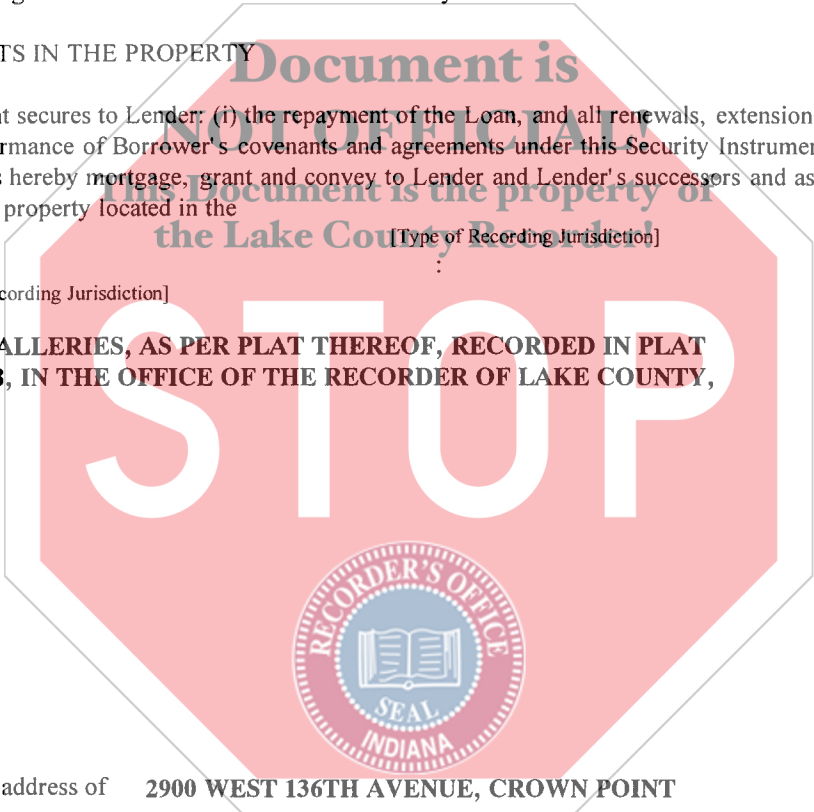 TS IN THE PROPERTY
Document is
t secures to Lender: (i) the repayment of the Loan, and all renewals, extension
NOT OFFICIAL!
rmance of Borrower's covenants and agreements under this Security Instrumen
s hereby mortgage, grant and convey to Lender and Lender's successors and as
This Document is the property of
property located in the
the Lake County Recorder!
[Type of Recording Jurisdiction]
:
cording Jurisdiction]
ALLERIES, AS PER PLAT THEREOF, RECORDED IN PLAT
, IN THE OFFICE OF THE RECORDER OF LAKE COUNTY,
STOP
RECORDER'S OFFICE
SEAL
INDIANA
address of 2900 WEST 136TH AVENUE, CROWN POINT